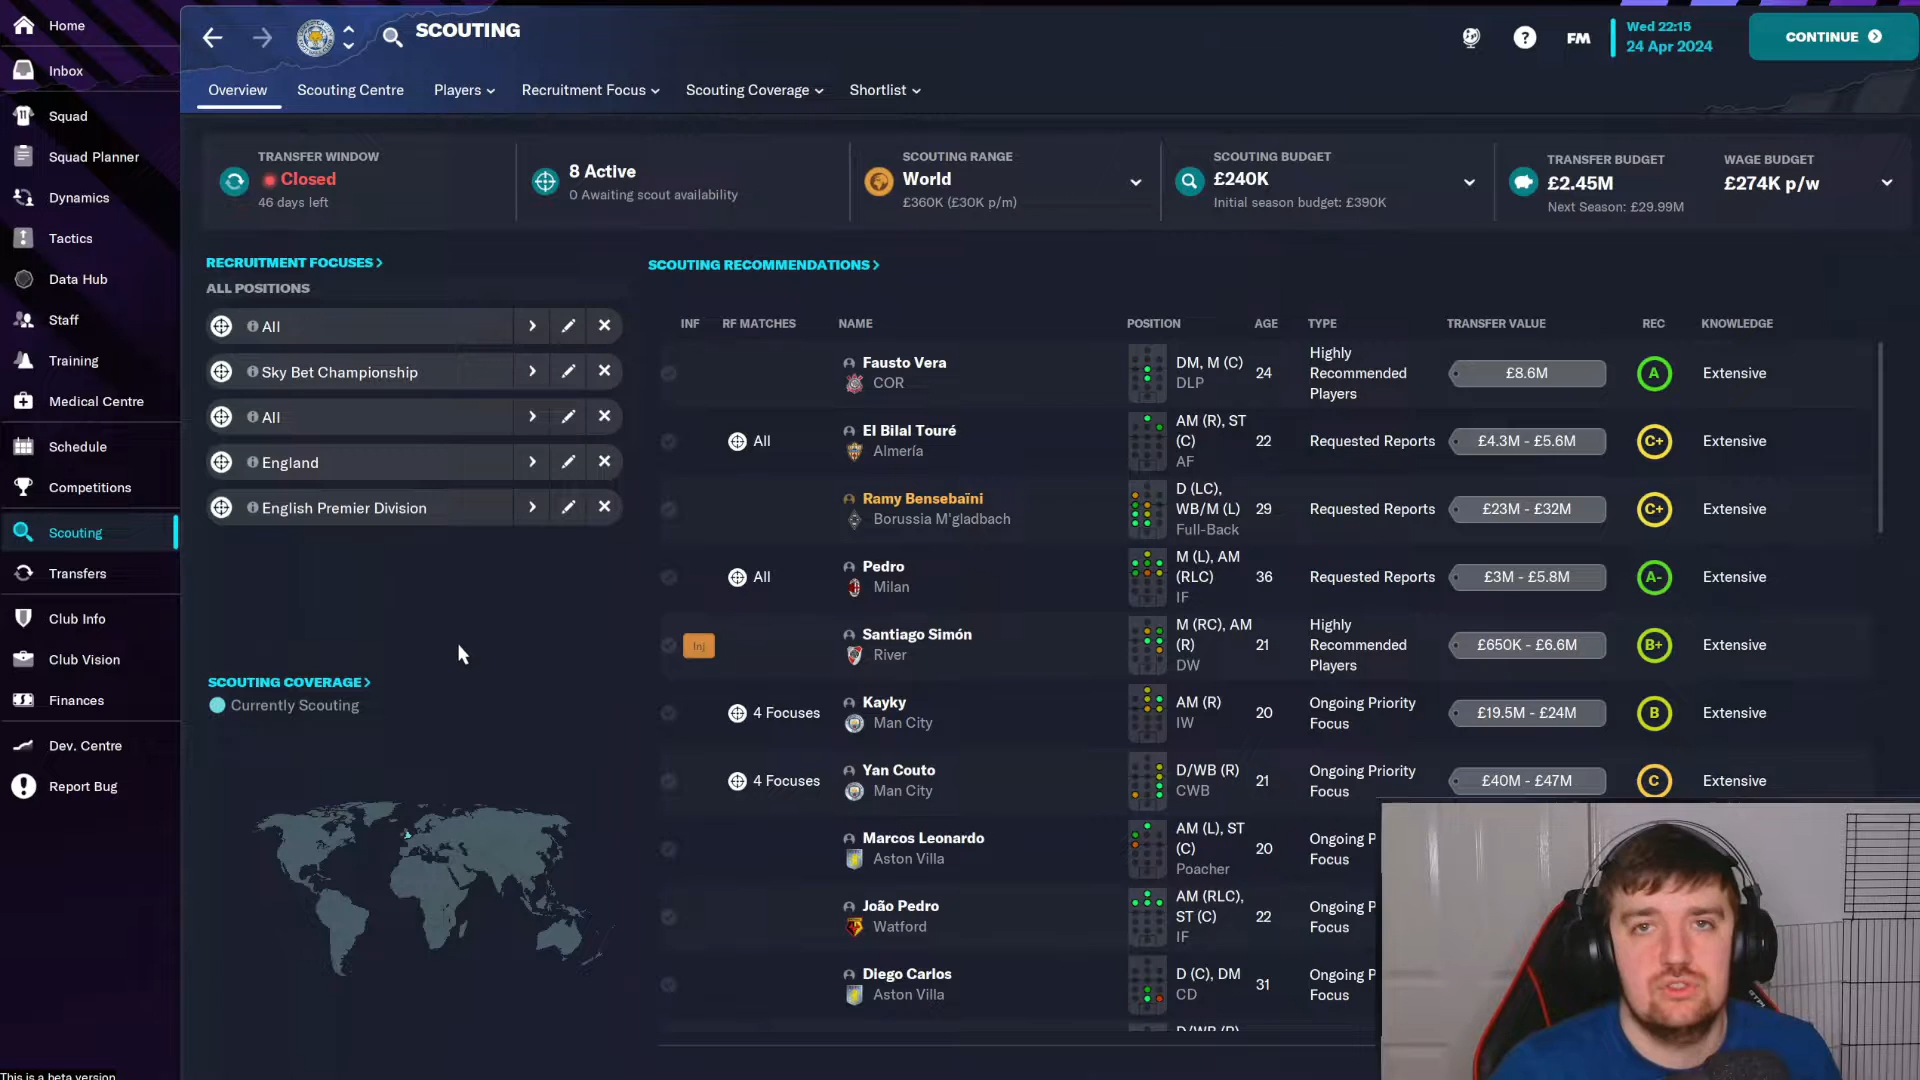 Home
Inbox
Squad
Squad Planner
Dynamics
Tactics
Data Hub
Staff
Training
Medical Centre
Schedule
Competitions
Scouting
Transfers
Club Info
Club Vision
Finances
Dev. Centre
Report Bug
This is a beta version
SCOUTING
FM
Wed 22:15
24 Apr 2024
CONTINUE
Overview
Scouting Centre
Players
Recruitment Focus
Scouting Coverage
Shortlist
TRANSFER WINDOW
Closed
46 days left
8 Active
0 Awaiting scout availability
SCOUTING RANGE
World
£360K (£30K p/m)
SCOUTING BUDGET
£240K
Initial season budget: £390K
TRANSFER BUDGET
£2.45M
Next Season: £29.99M
WAGE BUDGET
£274K p/w
RECRUITMENT FOCUSES >
ALL POSITIONS
All
Sky Bet Championship
All
England
English Premier Division
SCOUTING COVERAGE >
Currently Scouting
SCOUTING RECOMMENDATIONS >
INF RF MATCHES NAME POSITION AGE TYPE TRANSFER VALUE REC KNOWLEDGE
Fausto Vera
COR
DM, M (C)
DLP
24
Highly
Recommended
Players
£8.6M
A
Extensive
All
El Bilal Touré
Almería
AM (R), ST
(C)
AF
22
Requested Reports
£4.3M - £5.6M
C+
Extensive
Ramy Bensebaïni
Borussia M'gladbach
D (LC),
WB/M (L)
Full-Back
29
Requested Reports
£23M - £32M
C+
Extensive
All
Pedro
Milan
M (L), AM
(RLC)
IF
36
Requested Reports
£3M - £5.8M
A-
Extensive
Inj
Santiago Simón
River
M (RC), AM
(R)
DW
21
Highly
Recommended
Players
£650K - £6.6M
B+
Extensive
4 Focuses
Kayky
Man City
AM (R)
IW
20
Ongoing Priority
Focus
£19.5M - £24M
B
Extensive
4 Focuses
Yan Couto
Man City
D/WB (R)
CWB
21
Ongoing Priority
Focus
£40M - £47M
C
Extensive
Marcos Leonardo
Aston Villa
AM (L), ST
(C)
Poacher
20
Ongoing P
Focus
João Pedro
Watford
AM (RLC),
ST (C)
IF
22
Ongoing P
Focus
Diego Carlos
Aston Villa
D (C), DM
CD
31
Ongoing P
Focus
D/WB (R)